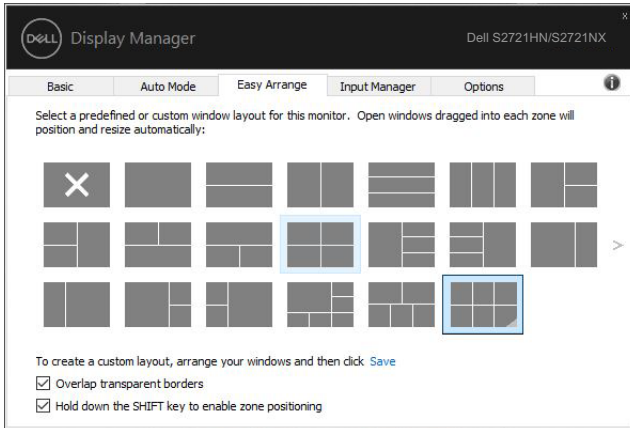 x
DELL Display Manager Dell S2721HN/S2721NX
Basic Auto Mode Easy Arrange Input Manager Options i
Select a predefined or custom window layout for this monitor. Open windows dragged into each zone will
position and resize automatically:
>
To create a custom layout, arrange your windows and then click Save
Overlap transparent borders
Hold down the SHIFT key to enable zone positioning